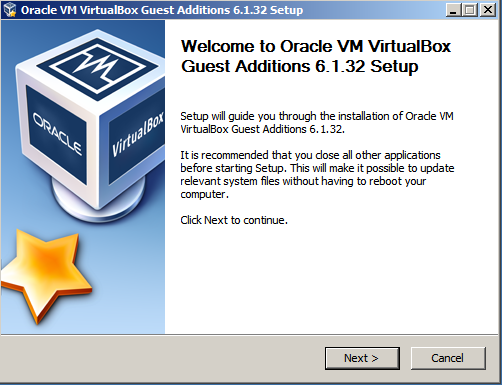 Oracle VM VirtualBox Guest Additions 6.1.32 Setup
Welcome to Oracle VM VirtualBox
Guest Additions 6.1.32 Setup
Setup will guide you through the installation of Oracle VM
VirtualBox Guest Additions 6.1.32.
It is recommended that you close all other applications
before starting Setup. This will make it possible to update
relevant system files without having to reboot your
computer.
Click Next to continue.
ORACLE
VirtualBox
Next >
Cancel